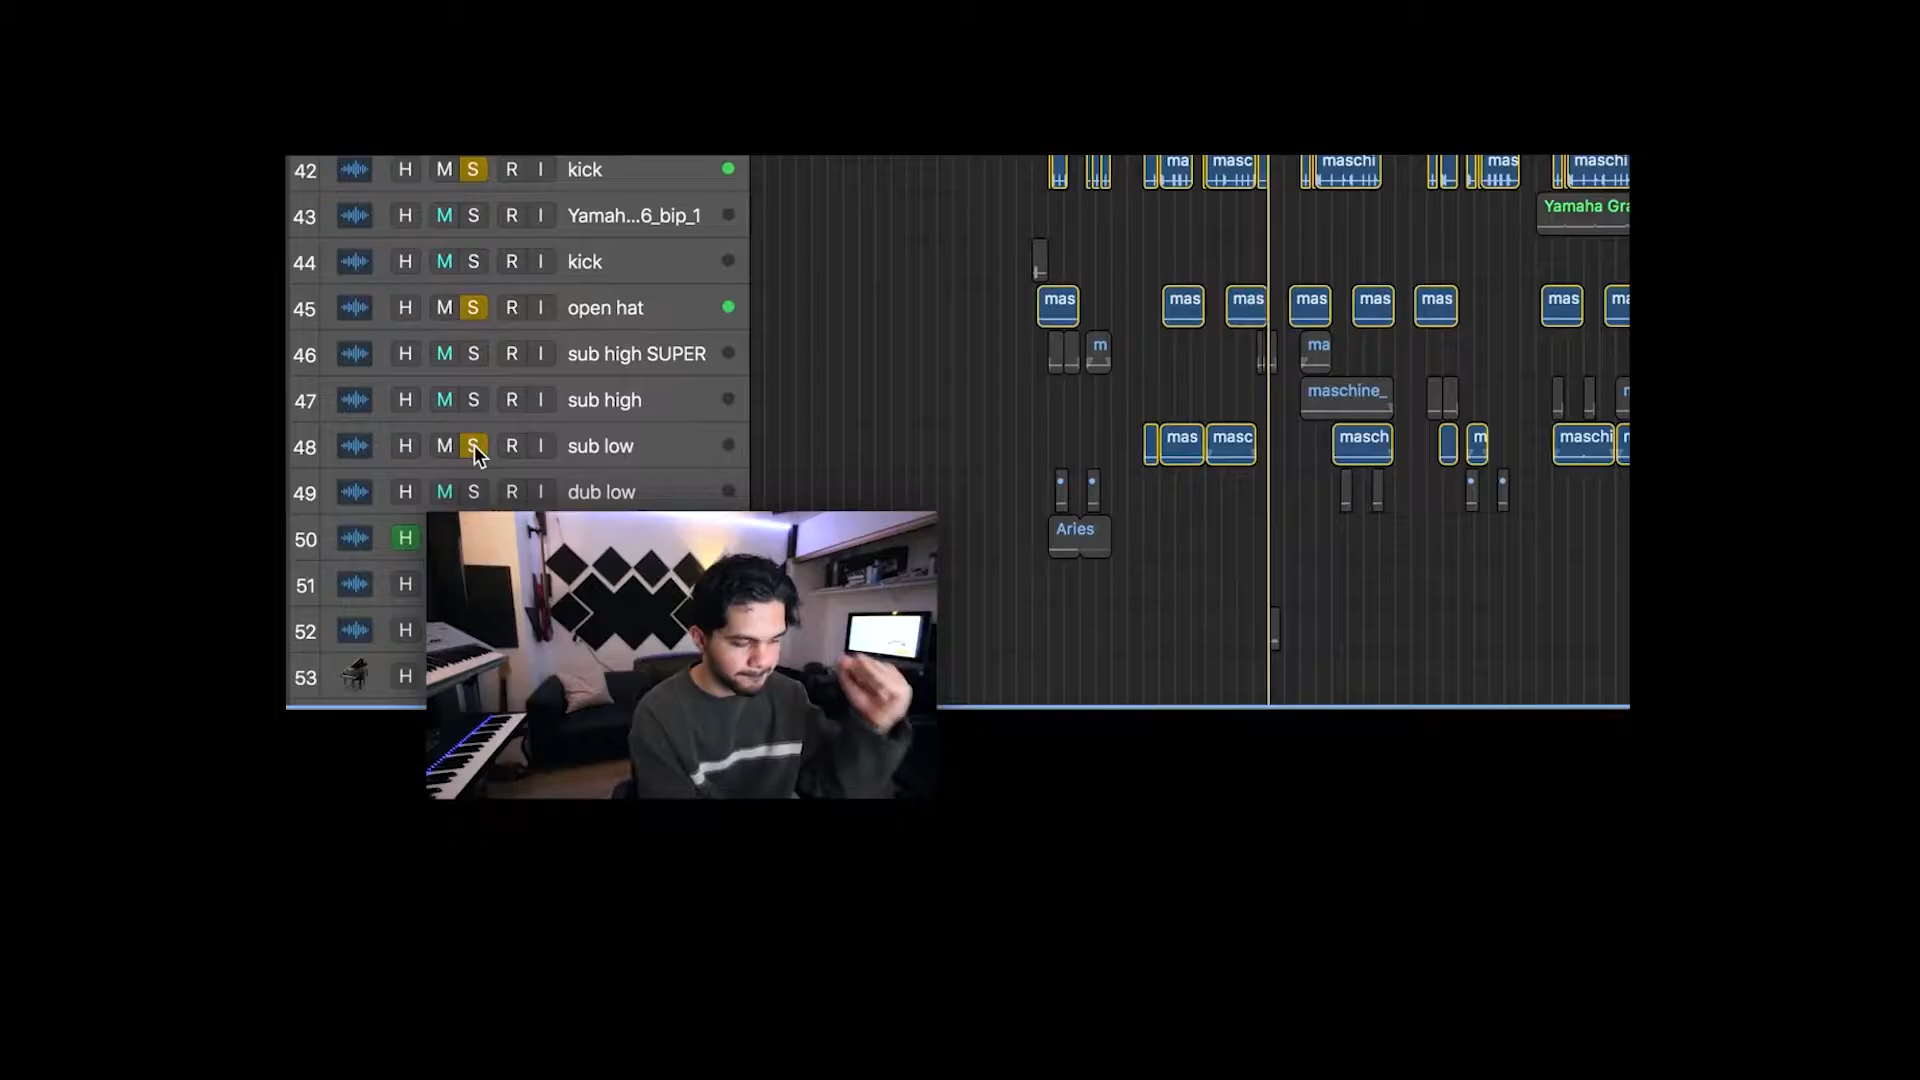 42 H M S R I kick ma masc maschi mas maschi
43 H M S R I Yamah...6_bip_1 Yamaha Gra
44 H M S R I kick
45 H M S R I open hat mas mas mas mas mas mas mas ma
46 H M S R I sub high SUPER m ma
47 H M S R I sub high maschine_
48 H M S R I sub low mas masc masch m maschi
49 H M S R I dub low
50 H Aries
51 H
52 H
53 H